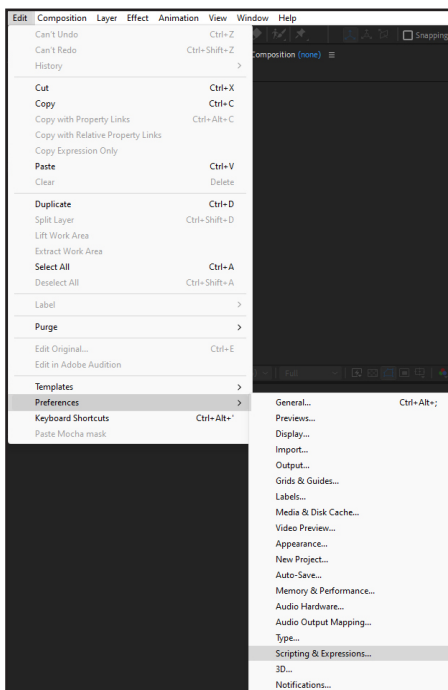 Edit Composition Layer Effect Animation View Window Help
Can't Undo Ctrl+Z
Can't Redo Ctrl+Shift+Z
History
Snapping
Composition (none)
Cut Ctrl+X
Copy Ctrl+C
Copy with Property Links Ctrl+Alt+C
Copy with Relative Property Links
Copy Expression Only
Paste Ctrl+V
Clear Delete
Duplicate Ctrl+D
Split Layer Ctrl+Shift+D
Lift Work Area
Extract Work Area
Select All Ctrl+A
Deselect All Ctrl+Shift+A
Label
Purge
Edit Original... Ctrl+E
Edit in Adobe Audition
Full
Templates
Preferences
Keyboard Shortcuts Ctrl+Alt+'
Paste Mocha mask
General... Ctrl+Alt+;
Previews...
Display...
Import...
Output...
Grids & Guides...
Labels...
Media & Disk Cache...
Video Preview...
Appearance...
New Project...
Auto-Save...
Memory & Performance...
Audio Hardware...
Audio Output Mapping...
Type...
Scripting & Expressions...
3D...
Notifications...